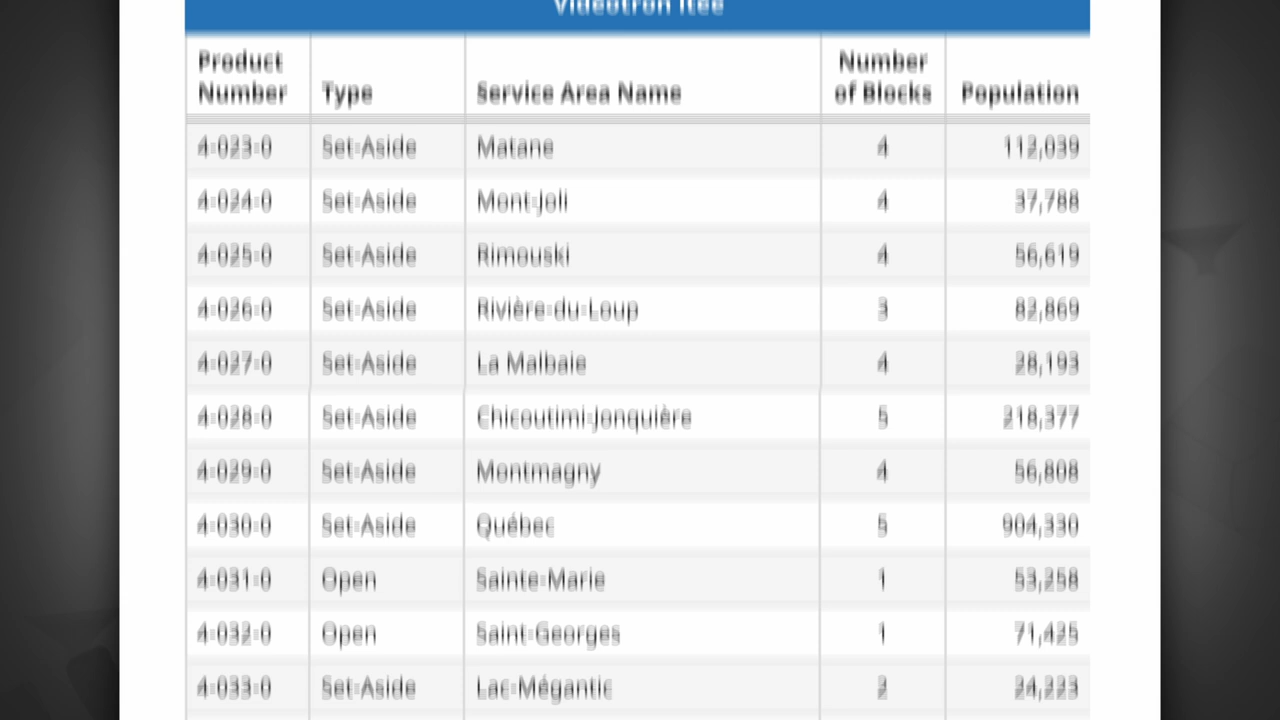 Videotron ltée
Product Number Type Service Area Name Number of Blocks Population
4-023-0 Set-Aside Matane 4 112,039
4-024-0 Set-Aside Mont-Joli 4 37,788
4-025-0 Set-Aside Rimouski 4 56,619
4-026-0 Set-Aside Rivière-du-Loup 3 82,869
4-027-0 Set-Aside La Malbaie 4 28,193
4-028-0 Set-Aside Chicoutimi-Jonquière 5 218,377
4-029-0 Set-Aside Montmagny 4 56,808
4-030-0 Set-Aside Québec 5 904,330
4-031-0 Open Sainte-Marie 1 53,258
4-032-0 Open Saint-Georges 1 71,425
4-033-0 Set-Aside Lac-Mégantic 2 24,223